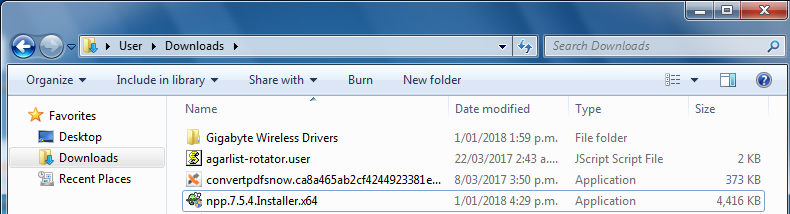 User Downloads
Search Downloads
Organize Include in library Share with Burn New folder
Favorites
Desktop
Downloads
Recent Places
Name Date modified Type Size
Gigabyte Wireless Drivers 1/01/2018 1:59 p.m. File folder
agarlist-rotator.user 22/03/2017 2:43 a.... JScript Script File 2 KB
convertpdfsnow.ca8a465ab2cf4244923381e... 8/03/2017 3:50 p.m. Application 373 KB
npp.7.5.4.Installer.x64 1/01/2018 4:29 p.m. Application 4,416 KB